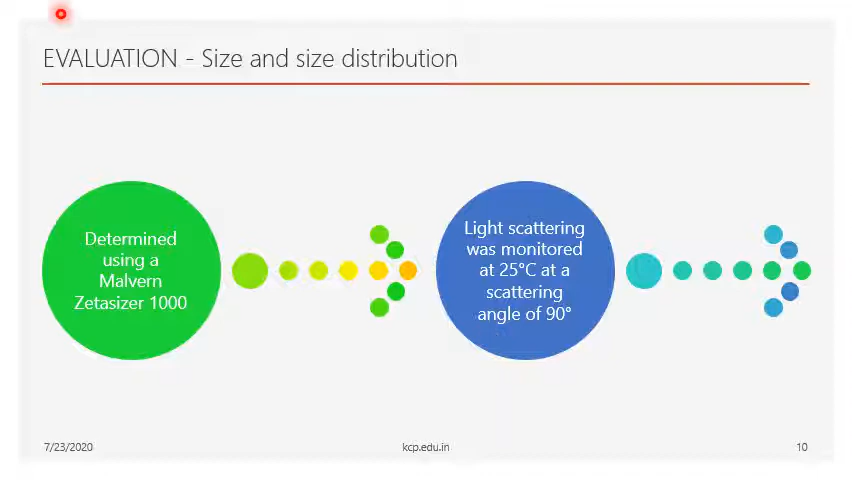 EVALUATION - Size and size distribution
Determined
using a
Malvern
Zetasizer 1000
Light scattering
was monitored
at 25°C at a
scattering
angle of 90°
7/23/2020
kcp.edu.in
10